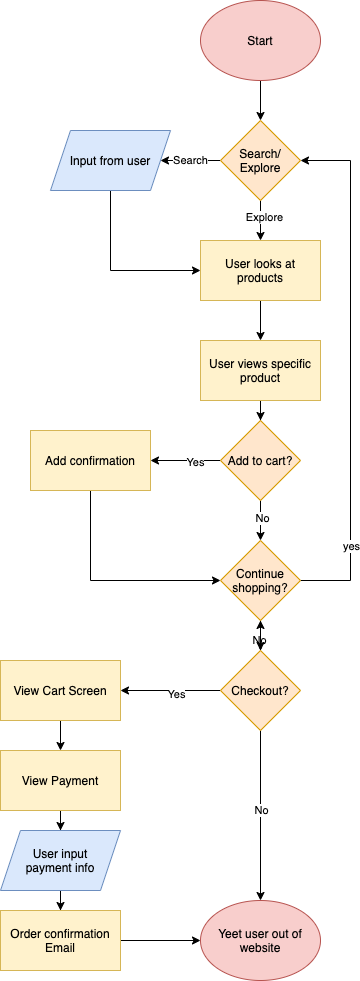 Start
Search/
Explore
Search
Input from user
Explore
User looks at
products
User views specific
product
Add to cart?
Yes
Add confirmation
No
Continue
shopping?
yes
No
Checkout?
Yes
View Cart Screen
View Payment
No
User input
payment info
Order confirmation
Email
Yeet user out of
website